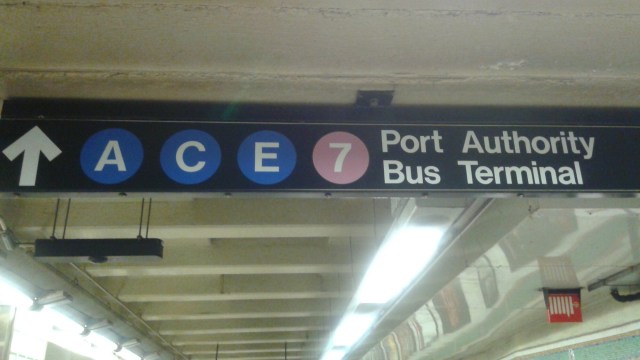 A C E 7 Port Authority
Bus Terminal